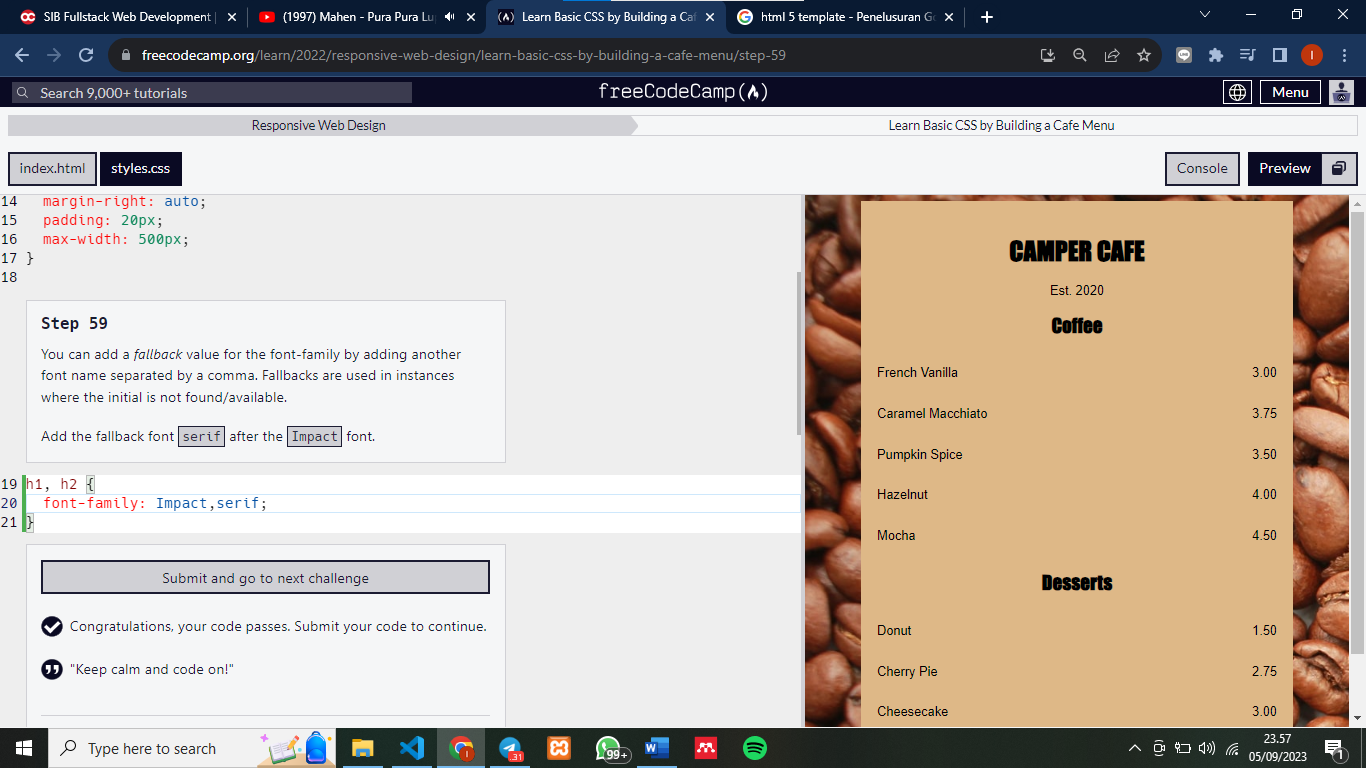 SIB Fullstack Web Development
(1997) Mahen - Pura Pura Lu
Learn Basic CSS by Building a Caf
html 5 template - Penelusuran Go
freecodecamp.org/learn/2022/responsive-web-design/learn-basic-css-by-building-a-cafe-menu/step-59
I
Search 9,000+ tutorials
freeCodeCamp
Menu
Responsive Web Design
Learn Basic CSS by Building a Cafe Menu
index.html
styles.css
Console
Preview
14 margin-right: auto;
15 padding: 20px;
16 max-width: 500px;
17 }
18
Step 59
You can add a fallback value for the font-family by adding another
font name separated by a comma. Fallbacks are used in instances
where the initial is not found/available.
Add the fallback font serif after the Impact font.
19 h1, h2 {
20 font-family: Impact,serif;
21 }
Submit and go to next challenge
Congratulations, your code passes. Submit your code to continue.
"Keep calm and code on!"
CAMPER CAFE
Est. 2020
Coffee
French Vanilla 3.00
Caramel Macchiato 3.75
Pumpkin Spice 3.50
Hazelnut 4.00
Mocha 4.50
Desserts
Donut 1.50
Cherry Pie 2.75
Cheesecake 3.00
Type here to search
31
99+
23.57
05/09/2023
1